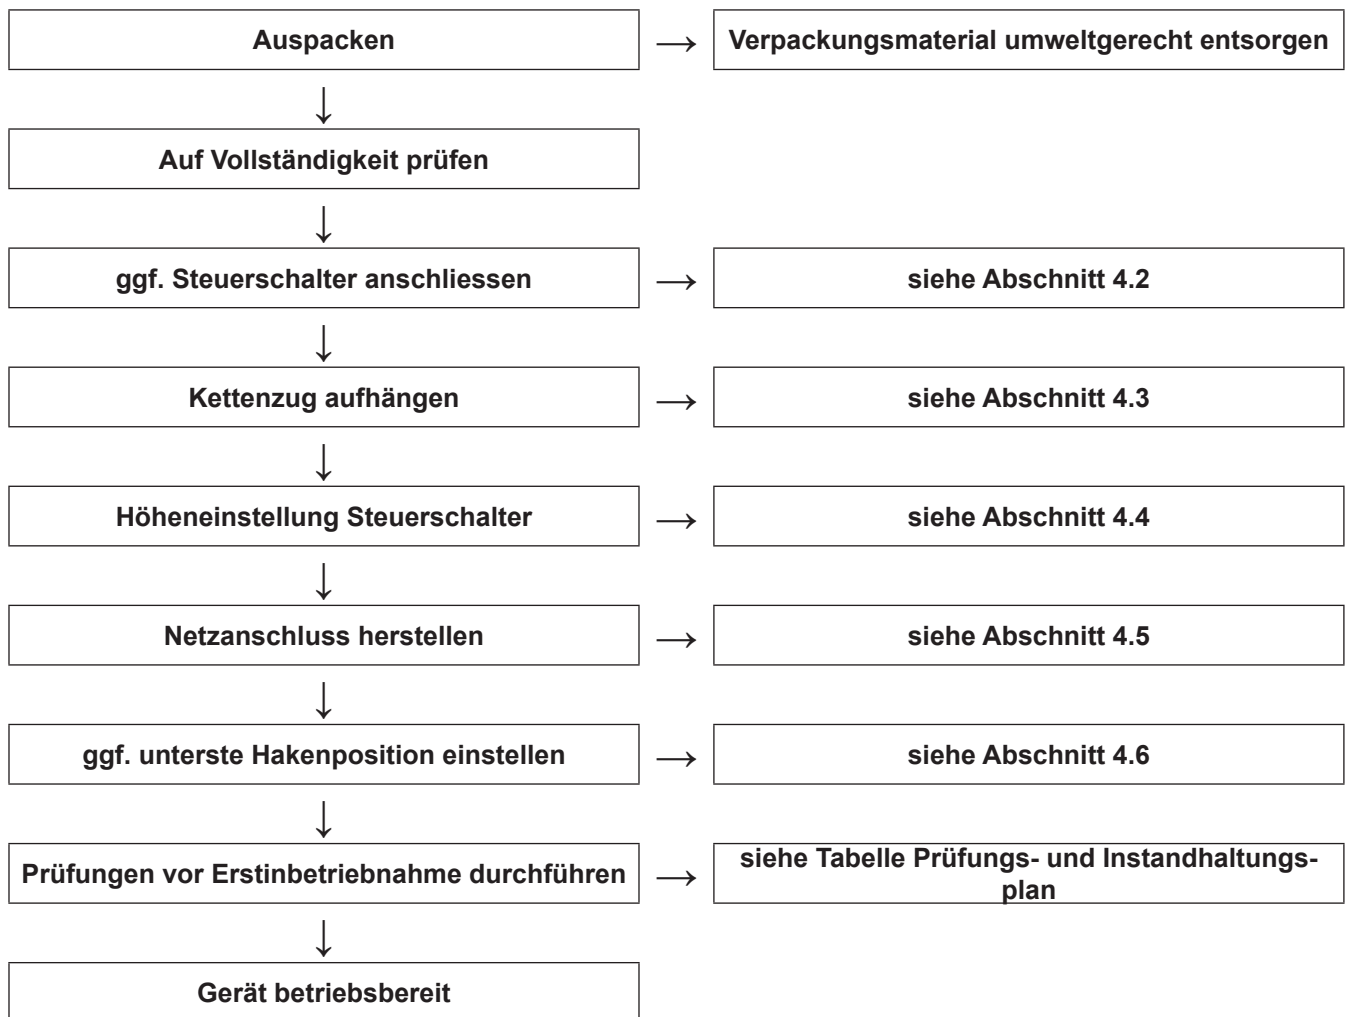 Auspacken
→
Verpackungsmaterial umweltgerecht entsorgen
↓
Auf Vollständigkeit prüfen
↓
ggf. Steuerschalter anschliessen
→
siehe Abschnitt 4.2
↓
Kettenzug aufhängen
→
siehe Abschnitt 4.3
↓
Höheneinstellung Steuerschalter
→
siehe Abschnitt 4.4
↓
Netzanschluss herstellen
→
siehe Abschnitt 4.5
↓
ggf. unterste Hakenposition einstellen
→
siehe Abschnitt 4.6
↓
Prüfungen vor Erstinbetriebnahme durchführen
→
siehe Tabelle Prüfungs- und Instandhaltungs-
plan
↓
Gerät betriebsbereit